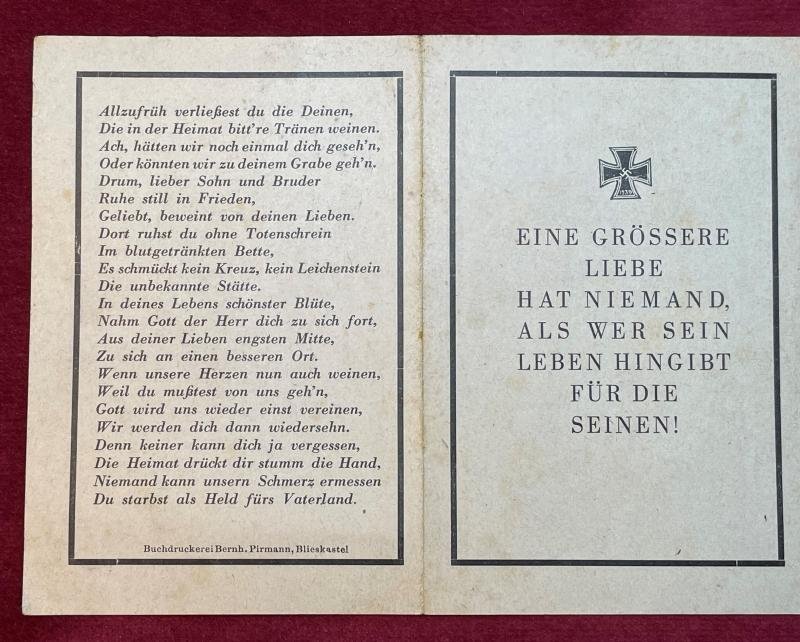 Allzufrüh verließest du die Deinen,
Die in der Heimat bitt're Tränen weinen.
Ach, hätten wir noch einmal dich geseh'n,
Oder könnten wir zu deinem Grabe geh'n.
Drum, lieber Sohn und Bruder
Ruhe still in Frieden,
Geliebt, beweint von deinen Lieben.
Dort ruhst du ohne Totenschrein
Im blutgetränkten Bette,
Es schmückt kein Kreuz, kein Leichenstein
Die unbekannte Stätte.
In deines Lebens schönster Blüte,
Nahm Gott der Herr dich zu sich fort,
Aus deiner Lieben engsten Mitte,
Zu sich an einen besseren Ort.
Wenn unsere Herzen nun auch weinen,
Weil du mußtest von uns geh'n,
Gott wird uns wieder einst vereinen,
Wir werden dich dann wiedersehn.
Denn keiner kann dich ja vergessen,
Die Heimat drückt dir stumm die Hand,
Niemand kann unsern Schmerz ermessen
Du starbst als Held fürs Vaterland.
Buchdruckerei Bernh. Pirmann, Blieskastel
1939
EINE GRÖSSERE
LIEBE
HAT NIEMAND,
ALS WER SEIN
LEBEN HINGIBT
FÜR DIE
SEINEN!